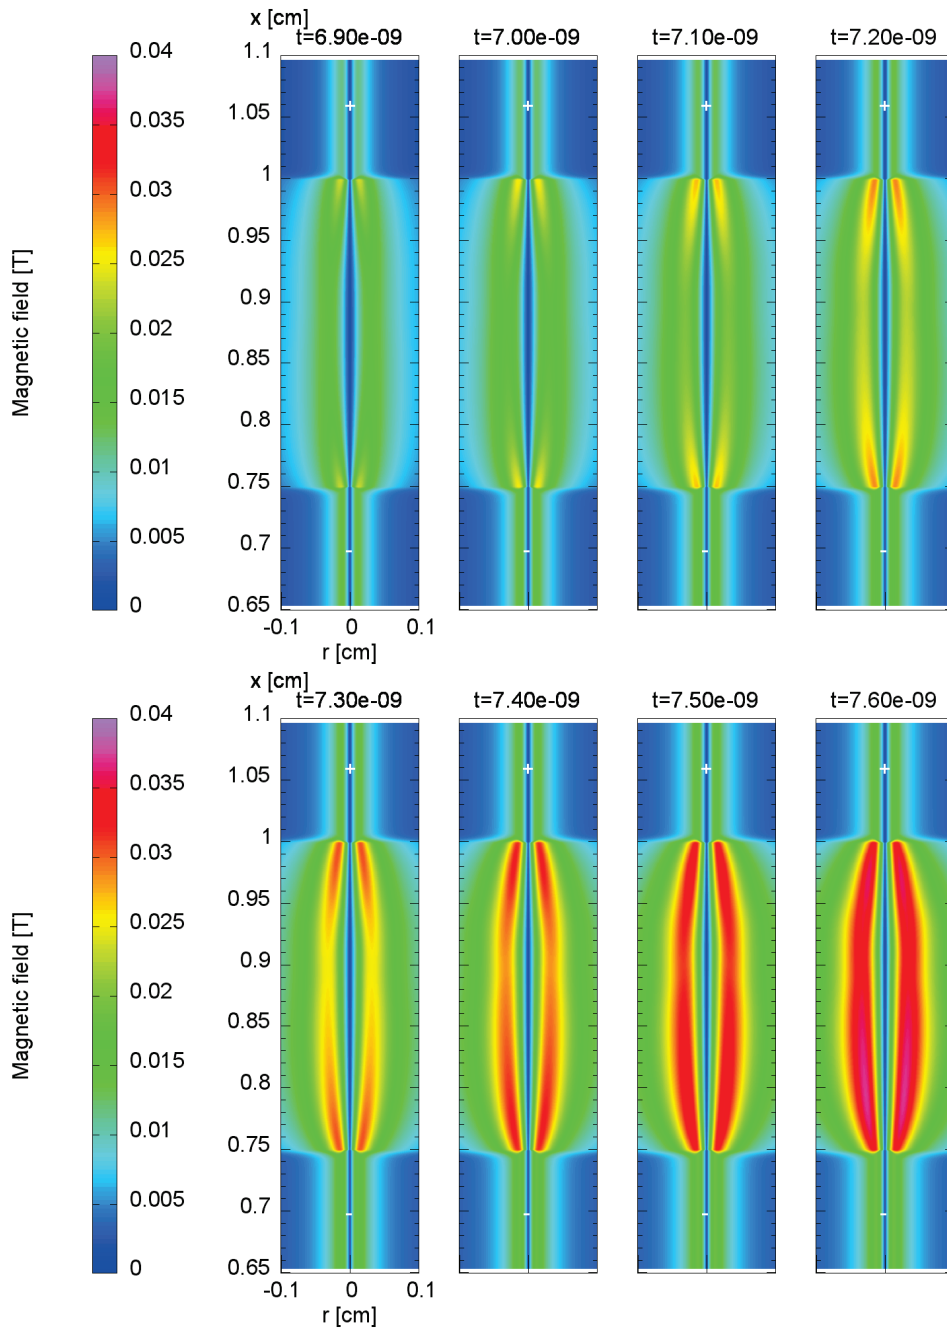 x [cm]
t=6.90e-09 t=7.00e-09 t=7.10e-09 t=7.20e-09
0.04 1.1
0.035 1.05
0.03 1
0.025 0.95
0.02 0.9
0.015 0.85
0.01 0.8
0.005 0.75
0 0.7
0.65
Magnetic field [T]
-0.1 0 0.1
r [cm]
+ + + +
- - - -
x [cm]
t=7.30e-09 t=7.40e-09 t=7.50e-09 t=7.60e-09
0.04 1.1
0.035 1.05
0.03 1
0.025 0.95
0.02 0.9
0.015 0.85
0.01 0.8
0.005 0.75
0 0.7
0.65
Magnetic field [T]
-0.1 0 0.1
r [cm]
+ + + +
- - - -